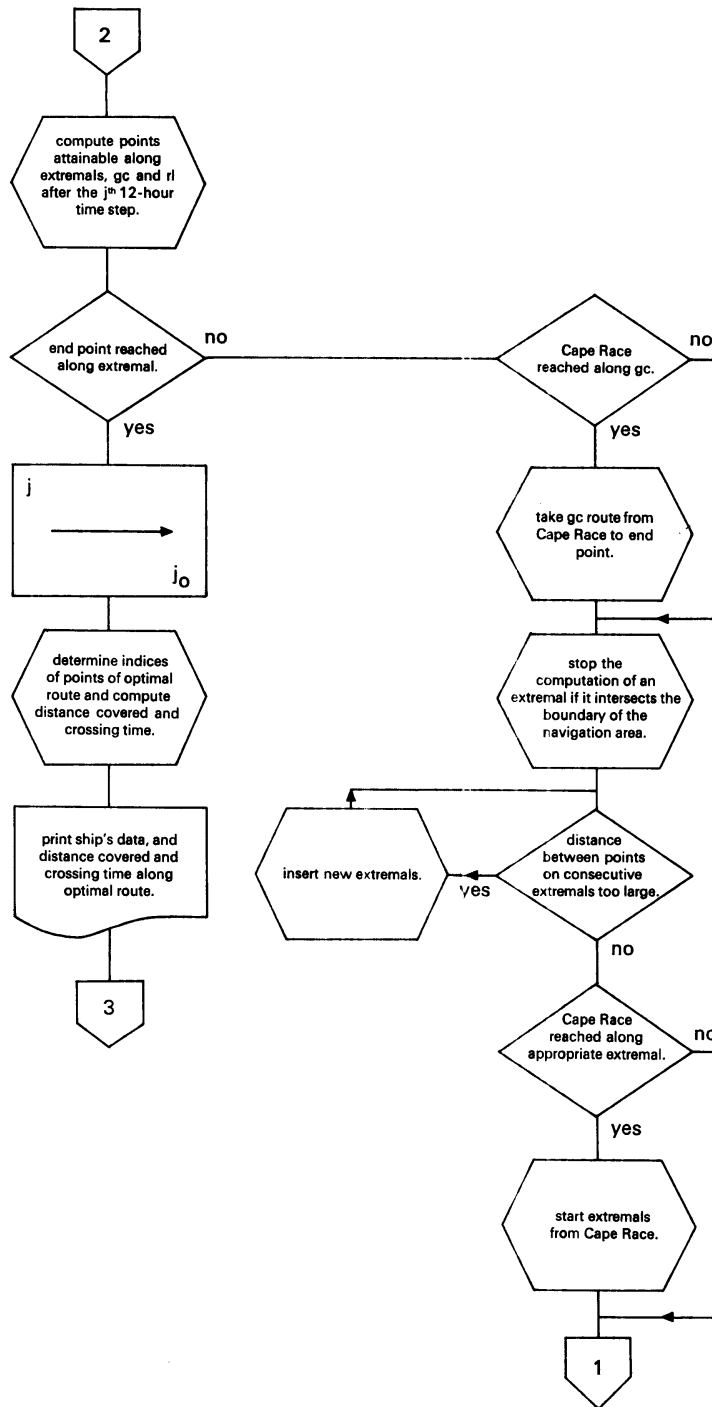 2
compute points
attainable along
extremals, gc and rl
after the jth 12-hour
time step.
end point reached
along extremal.
no
yes
j
jo
determine indices
of points of optimal
route and compute
distance covered and
crossing time.
print ship's data, and
distance covered and
crossing time along
optimal route.
3
Cape Race
reached along gc.
no
yes
take gc route from
Cape Race to end
point.
stop the
computation of an
extremal if it intersects the
boundary of the
navigation area.
distance
between points
on consecutive
extremals too large.
yes
insert new extremals.
no
Cape Race
reached along
appropriate extremal.
no
yes
start extremals
from Cape Race.
1